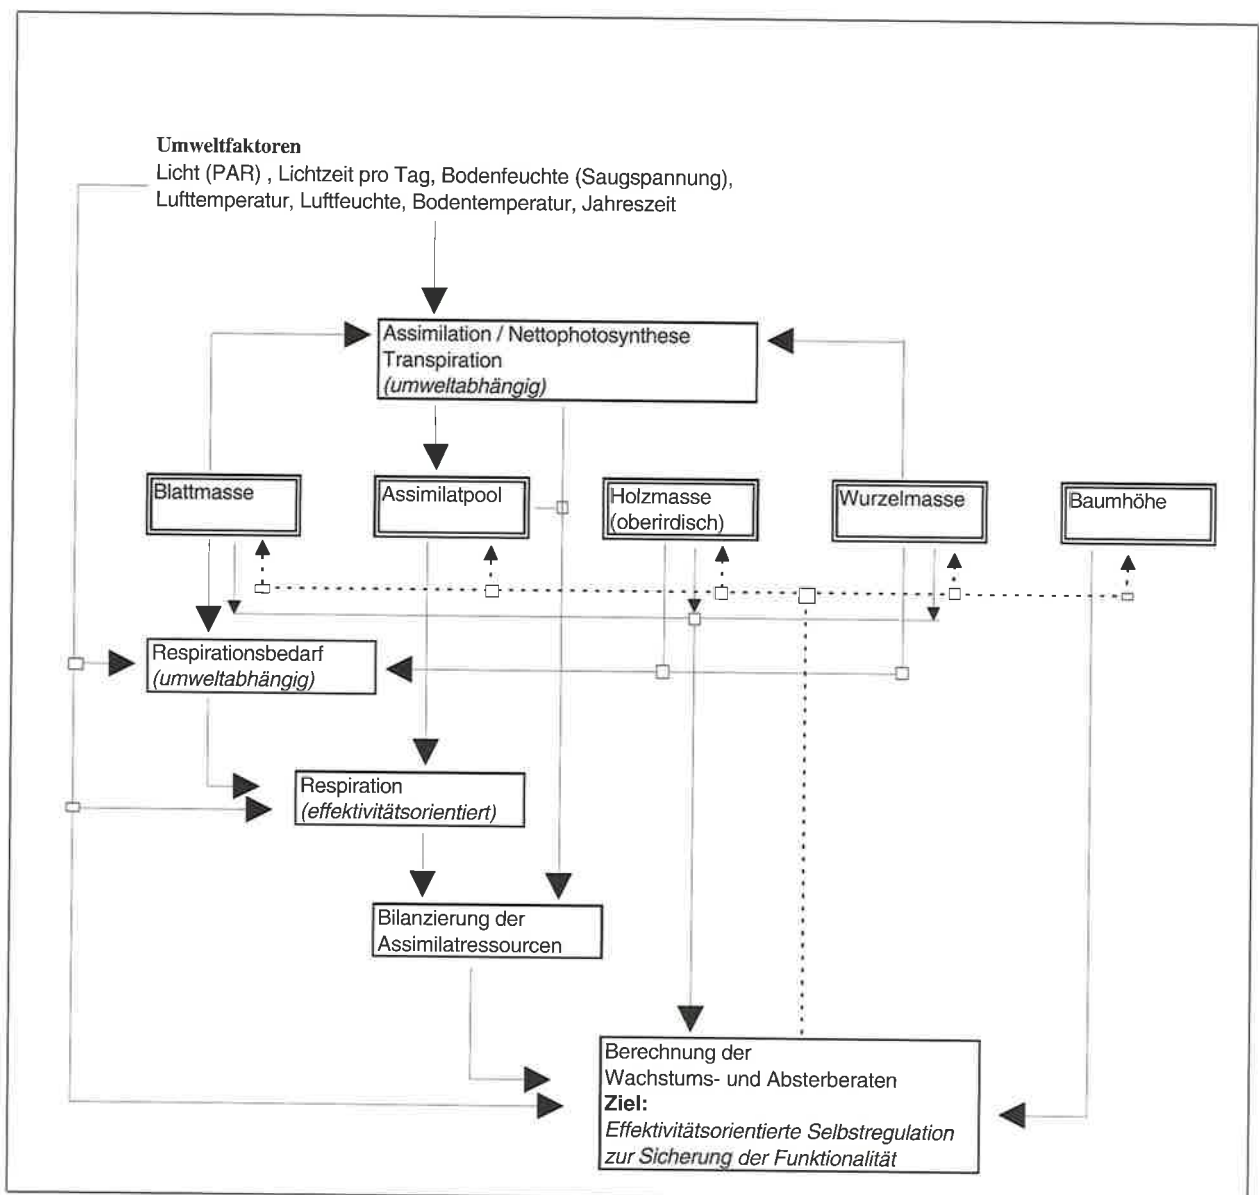 Umweltfaktoren
Licht (PAR) , Lichtzeit pro Tag, Bodenfeuchte (Saugspannung),
Lufttemperatur, Luftfeuchte, Bodentemperatur, Jahreszeit
Assimilation / Nettophotosynthese
Transpiration
(umweltabhängig)
Blattmasse
Assimilatpool
Holzmasse
(oberirdisch)
Wurzelmasse
Baumhöhe
Respirationsbedarf
(umweltabhängig)
Respiration
(effektivitätsorientiert)
Bilanzierung der
Assimilatressourcen
Berechnung der
Wachstums- und Absterberaten
Ziel:
Effektivitätsorientierte Selbstregulation
zur Sicherung der Funktionalität